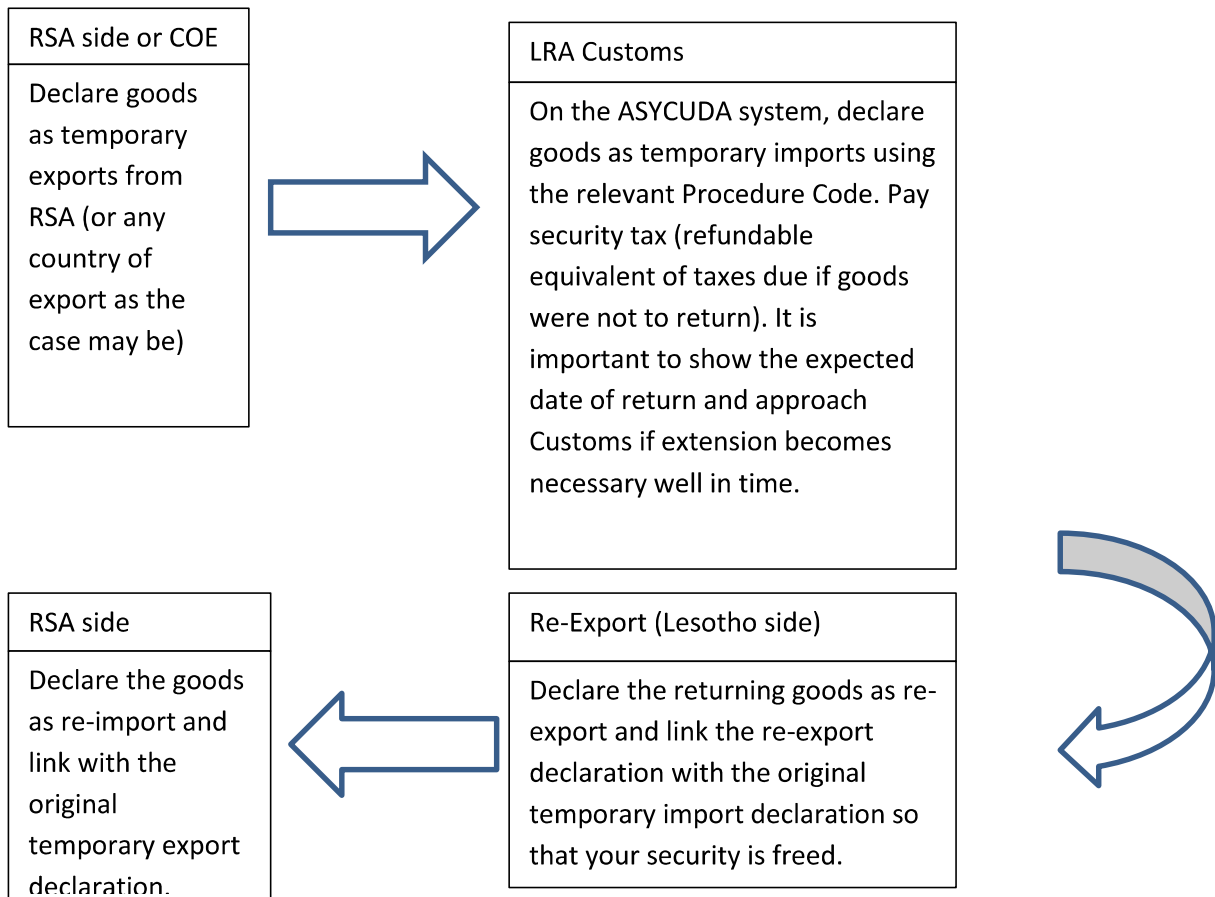 RSA side or COE
Declare goods
as temporary
exports from
RSA (or any
country of
export as the
case may be)
LRA Customs
On the ASYCUDA system, declare
goods as temporary imports using
the relevant Procedure Code. Pay
security tax (refundable
equivalent of taxes due if goods
were not to return). It is
important to show the expected
date of return and approach
Customs if extension becomes
necessary well in time.
Re-Export (Lesotho side)
Declare the returning goods as re-
export and link the re-export
declaration with the original
temporary import declaration so
that your security is freed.
RSA side
Declare the goods
as re-import and
link with the
original
temporary export
declaration.